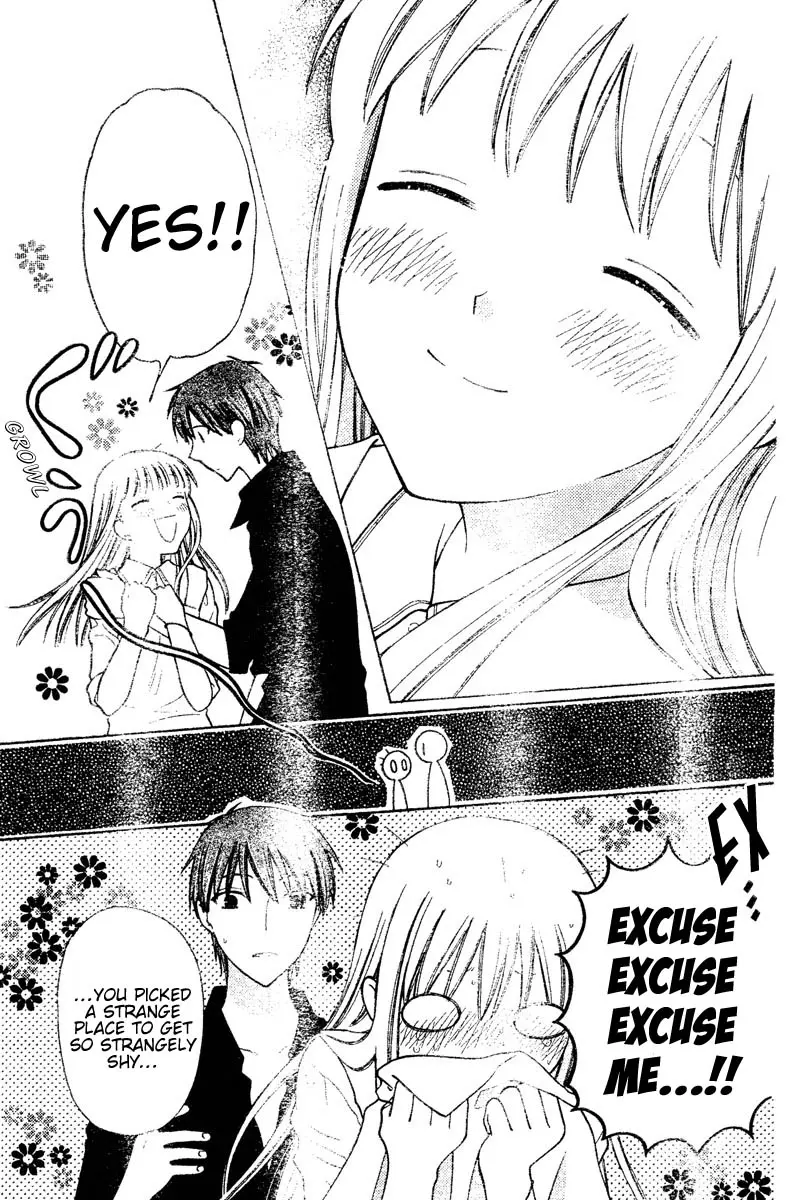 YES!!
GROWL
EX
EXCUSE
EXCUSE
EXCUSE
ME...!!
...YOU PICKED
A STRANGE
PLACE TO GET
SO STRANGELY
SHY...